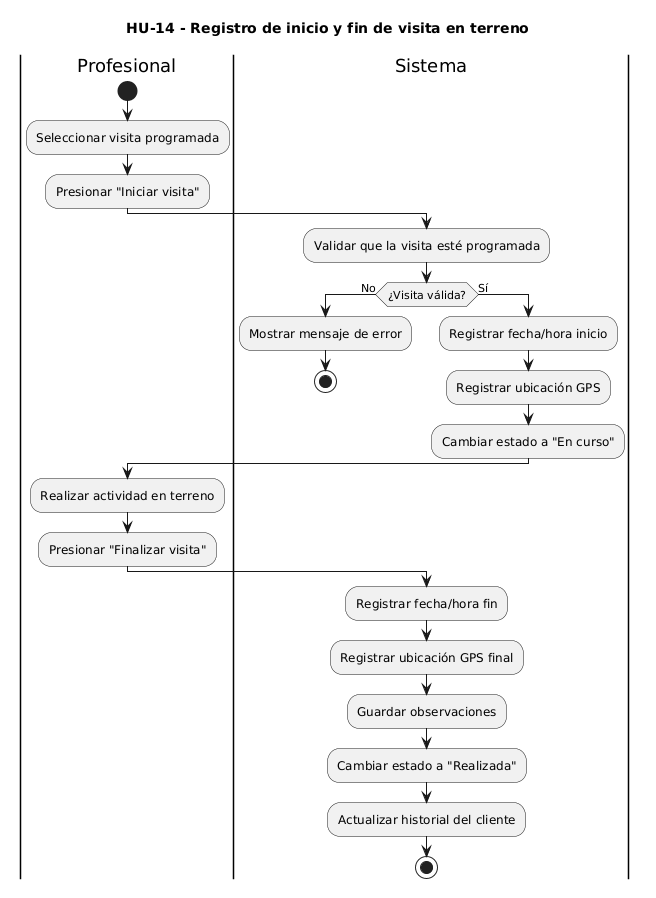 HU-14 - Registro de inicio y fin de visita en terreno
Profesional
Sistema
Seleccionar visita programada
Presionar "Iniciar visita"
Validar que la visita esté programada
¿Visita válida?
No
Sí
Mostrar mensaje de error
Registrar fecha/hora inicio
Registrar ubicación GPS
Cambiar estado a "En curso"
Realizar actividad en terreno
Presionar "Finalizar visita"
Registrar fecha/hora fin
Registrar ubicación GPS final
Guardar observaciones
Cambiar estado a "Realizada"
Actualizar historial del cliente